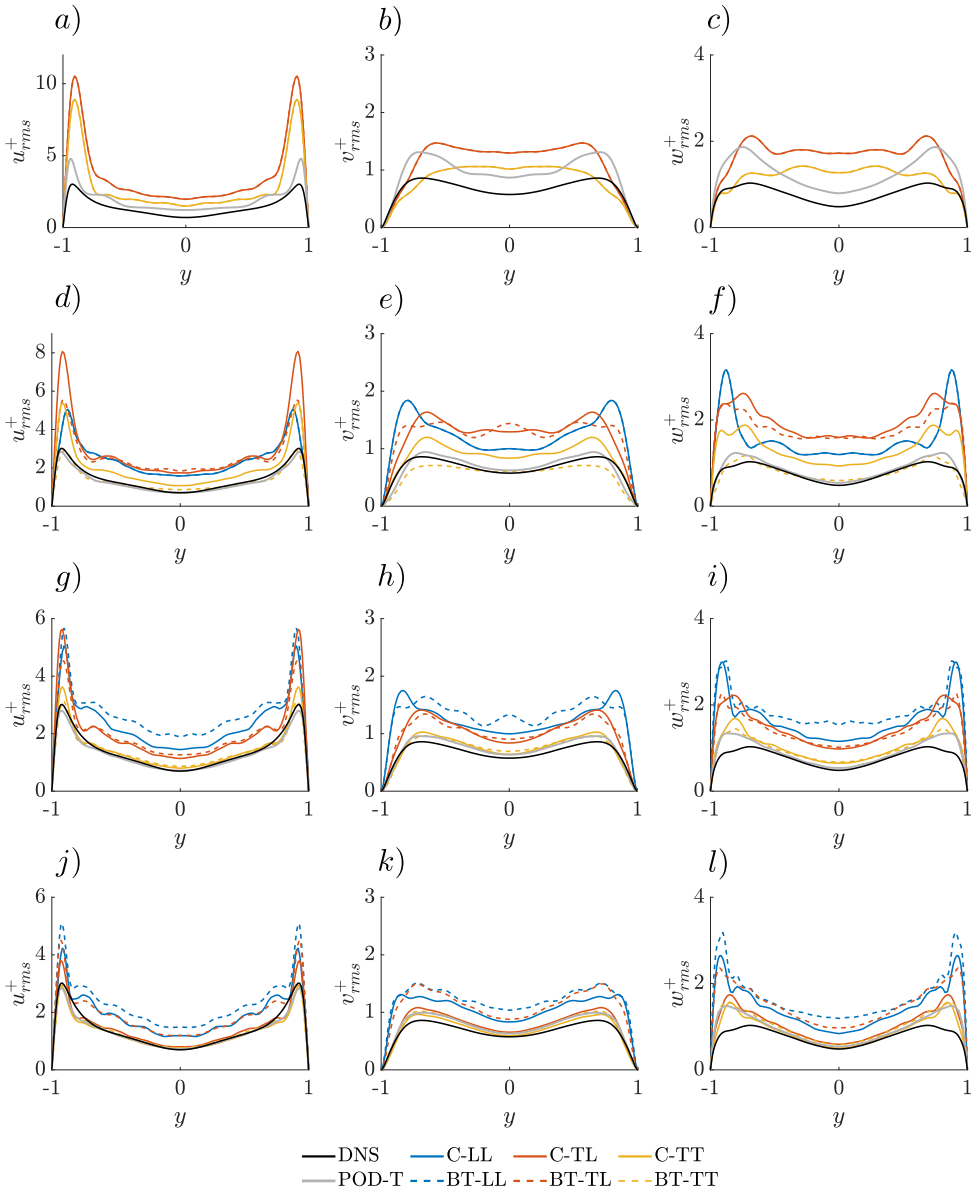 a) b) c)
10 5 0 u⁺rms -1 0 1 y
3 2 1 0 v⁺rms -1 0 1 y
4 2 0 w⁺rms -1 0 1 y
d) e) f)
8 6 4 2 0 u⁺rms -1 0 1 y
3 2 1 0 v⁺rms -1 0 1 y
4 2 0 w⁺rms -1 0 1 y
g) h) i)
6 4 2 0 u⁺rms -1 0 1 y
3 2 1 0 v⁺rms -1 0 1 y
4 2 0 w⁺rms -1 0 1 y
j) k) l)
6 4 2 0 u⁺rms -1 0 1 y
3 2 1 0 v⁺rms -1 0 1 y
4 2 0 w⁺rms -1 0 1 y
DNS C-LL C-TL C-TT
POD-T BT-LL BT-TL BT-TT